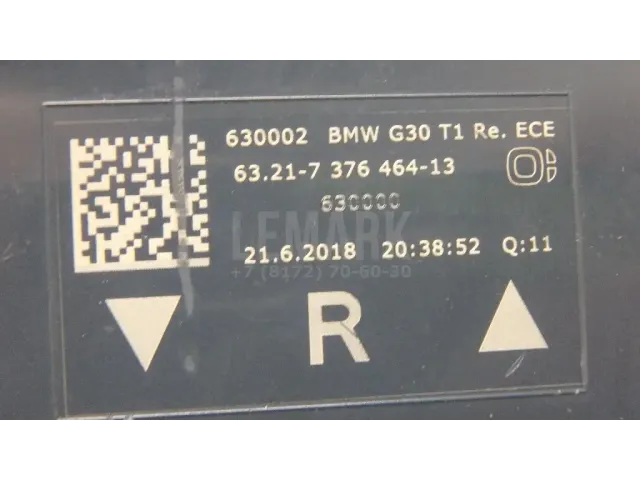 630002 BMW G30 T1 Re. ECE
63.21-7 376 464-13
630000
LEMARK
21.6.2018 20:38:52 Q:11
+7 (8172) 70-60-30
R